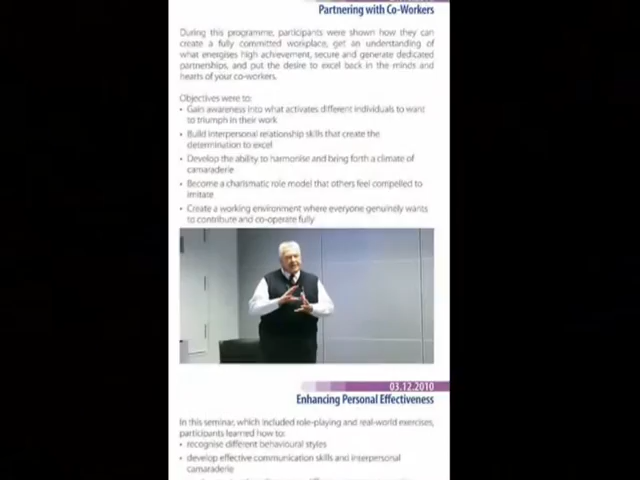 Partnering with Co-Workers
During this programme, participants were shown how they can
create a fully committed workplace, get an understanding of
what energises high achievement, secure and generate dedicated
partnerships, and put the desire to excel back in the minds and
hearts of your co-workers.
Objectives were to:
• Gain awareness into what activates different individuals to want
to triumph in their work
• Build interpersonal relationship skills that create the
determination to excel
• Develop the ability to harmonise and bring forth a climate of
camaraderie
• Become a charismatic role model that others feel compelled to
imitate
• Create a working environment where everyone genuinely wants
to contribute and co-operate fully
03.12.2010
Enhancing Personal Effectiveness
In this seminar, which included role-playing and real-world exercises,
participants learned how to:
• recognise different behavioural styles
• develop effective communication skills and interpersonal
camaraderie